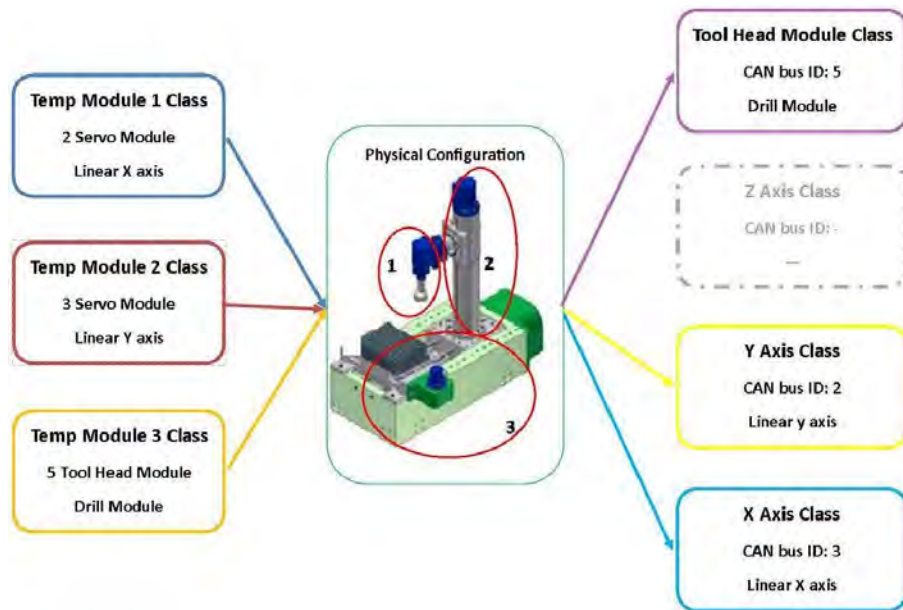 Temp Module 1 Class
2 Servo Module
Linear X axis
Temp Module 2 Class
3 Servo Module
Linear Y axis
Temp Module 3 Class
5 Tool Head Module
Drill Module
Physical Configuration
1
2
3
Tool Head Module Class
CAN bus ID: 5
Drill Module
Z Axis Class
CAN bus ID: -
—
Y Axis Class
CAN bus ID: 2
Linear y axis
X Axis Class
CAN bus ID: 3
Linear X axis